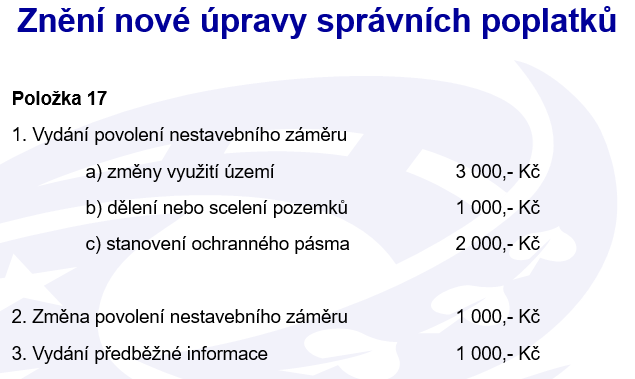 Znění nové úpravy správních poplatků
Položka 17
1. Vydání povolení nestavebního záměru
a) změny využití území 3 000,- Kč
b) dělení nebo scelení pozemků 1 000,- Kč
c) stanovení ochranného pásma 2 000,- Kč
2. Změna povolení nestavebního záměru 1 000,- Kč
3. Vydání předběžné informace 1 000,- Kč